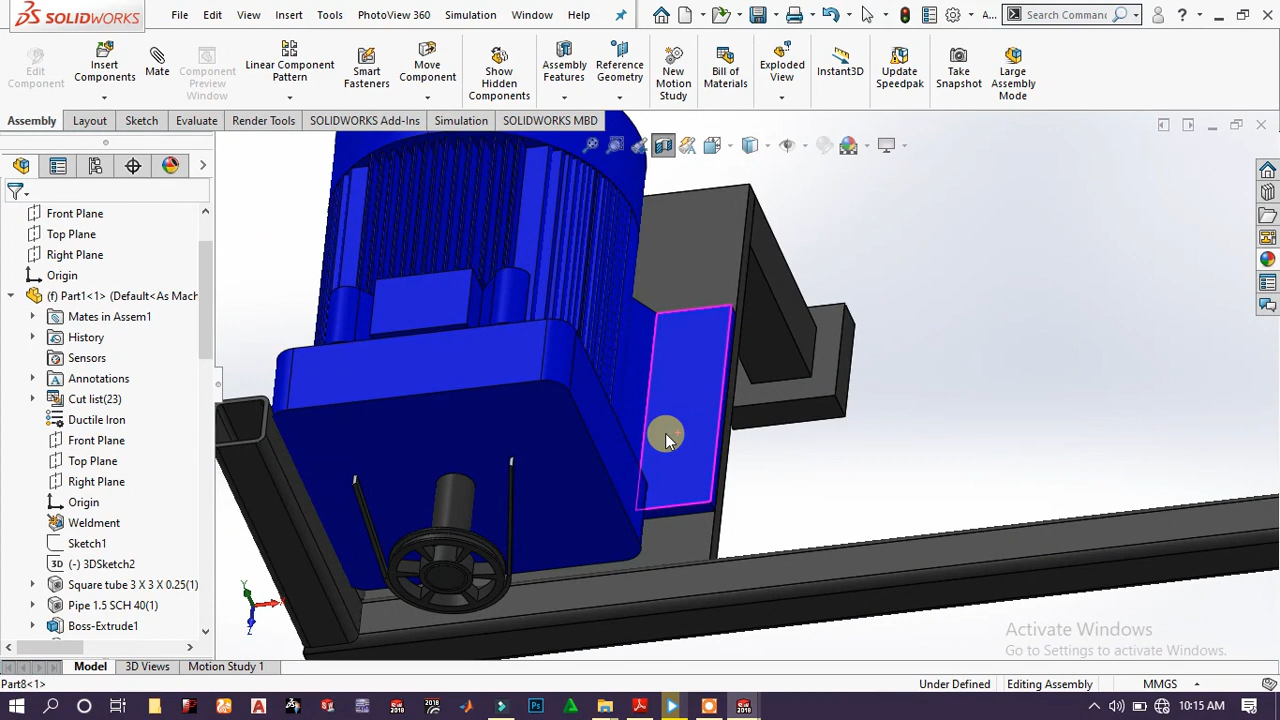 SOLIDWORKS
File
Edit
View
Insert
Tools
PhotoView 360
Simulation
Window
Help
A...
Search Comman
Edit
Component
Insert
Components
Mate
Component
Preview
Window
Linear Component
Pattern
Smart
Fasteners
Move
Component
Show
Hidden
Components
Assembly
Features
Reference
Geometry
New
Motion
Study
Bill of
Materials
Exploded
View
Instant3D
Update
Speedpak
Take
Snapshot
Large
Assembly
Mode
Assembly
Layout
Sketch
Evaluate
Render Tools
SOLIDWORKS Add-Ins
Simulation
SOLIDWORKS MBD
Front Plane
Top Plane
Right Plane
Origin
(f) Part1<1> (Default<As Mach
Mates in Assem1
History
Sensors
Annotations
Cut list(23)
Ductile Iron
Front Plane
Top Plane
Right Plane
Origin
Weldment
Sketch1
(-) 3DSketch2
Square tube 3 X 3 X 0.25(1)
Pipe 1.5 SCH 40(1)
Boss-Extrude1
Y
Z
Activate Windows
Go to Settings to activate Windows.
Model
3D Views
Motion Study 1
Part8<1>
Under Defined
Editing Assembly
MMGS
10:15 AM